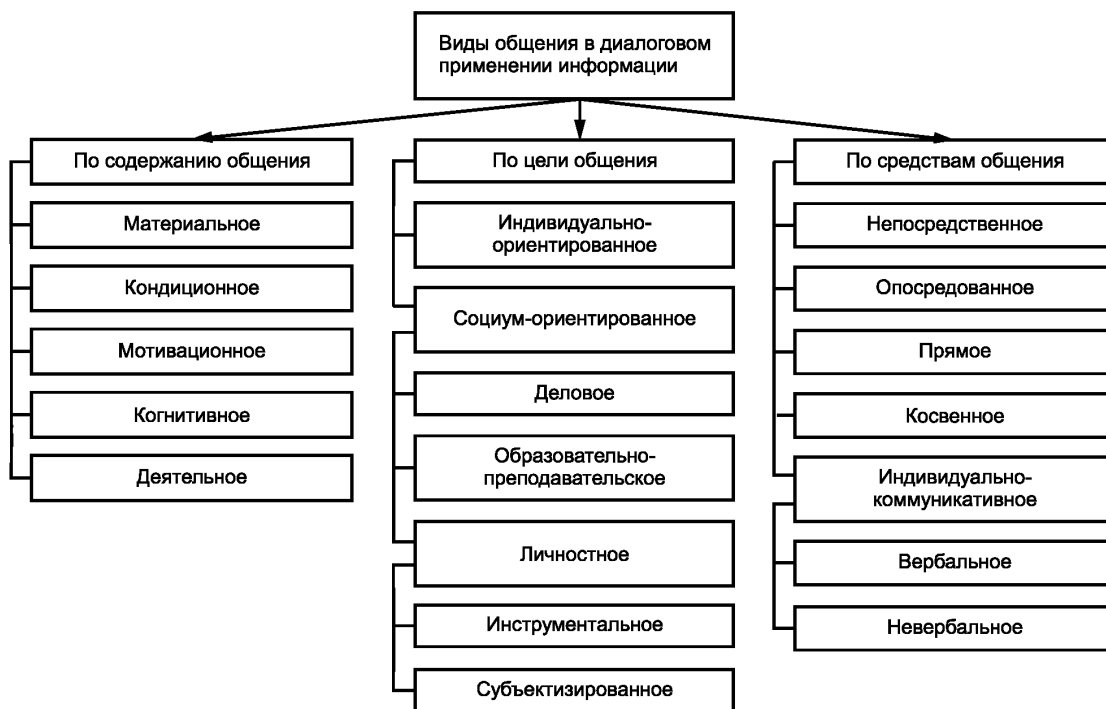 Виды общения в диалоговом
применении информации
По содержанию общения
Материальное
Кондиционное
Мотивационное
Когнитивное
Деятельное
По цели общения
Индивидуально-
ориентированное
Социум-ориентированное
Деловое
Образовательно-
преподавательское
Личностное
Инструментальное
Субъектизированное
По средствам общения
Непосредственное
Опосредованное
Прямое
Косвенное
Индивидуально-
коммуникативное
Вербальное
Невербальное